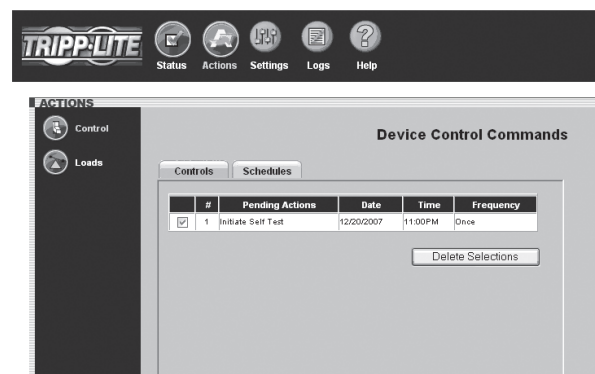 TRIPP·LITE
Status Actions Settings Logs Help
ACTIONS
Control
Loads
Device Control Commands
Controls Schedules
# Pending Actions Date Time Frequency
1 Initiate Self Test 12/20/2007 11:00PM Once
Delete Selections